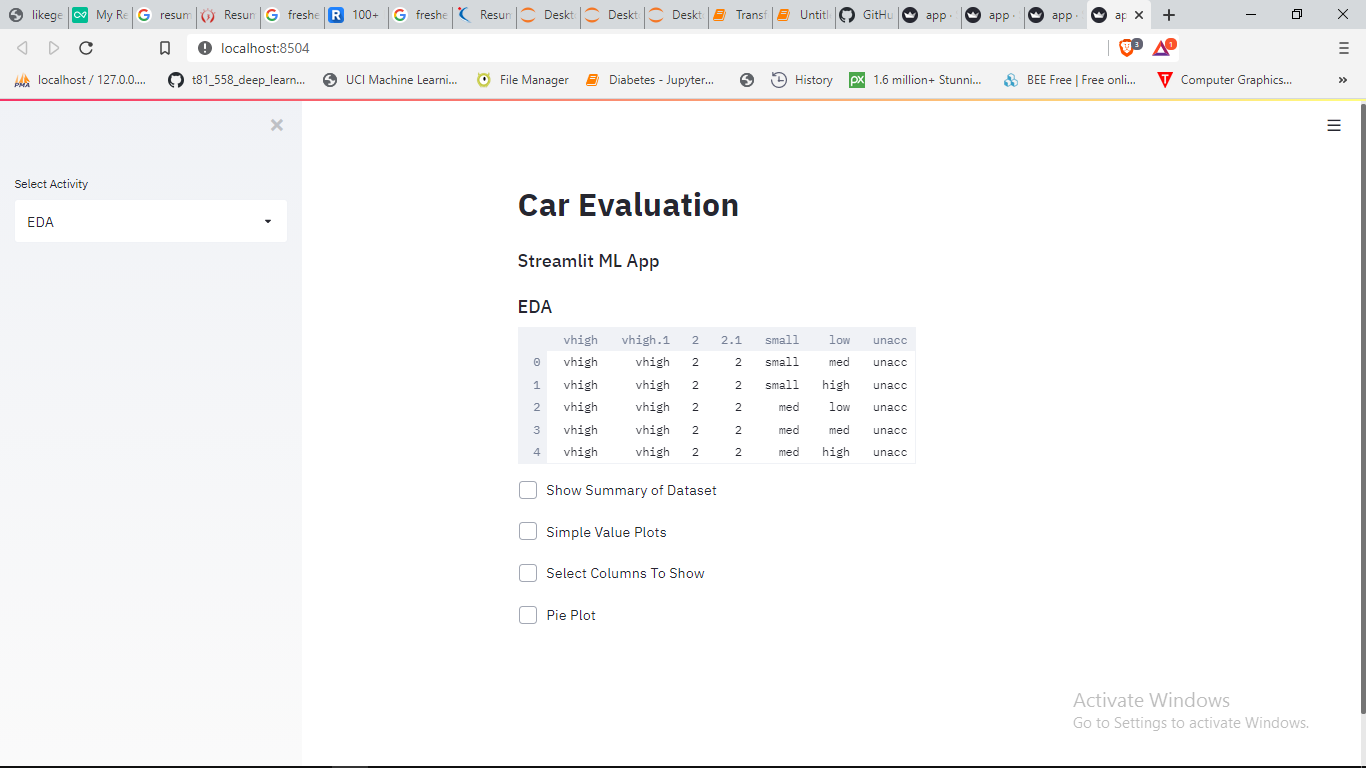 likege My Re resum Resun freshe 100+ freshe Resun Deskt Deskt Deskt Transf Untitl GitHu app · app · app · ap
localhost:8504
3 1
localhost / 127.0.0.... t81_558_deep_learn... UCI Machine Learni... File Manager Diabetes - Jupyter... History 1.6 million+ Stunni... BEE Free | Free onli... Computer Graphics... »
Select Activity
EDA
Car Evaluation
Streamlit ML App
EDA
vhigh vhigh.1 2 2.1 small low unacc
0 vhigh vhigh 2 2 small med unacc
1 vhigh vhigh 2 2 small high unacc
2 vhigh vhigh 2 2 med low unacc
3 vhigh vhigh 2 2 med med unacc
4 vhigh vhigh 2 2 med high unacc
Show Summary of Dataset
Simple Value Plots
Select Columns To Show
Pie Plot
Activate Windows
Go to Settings to activate Windows.